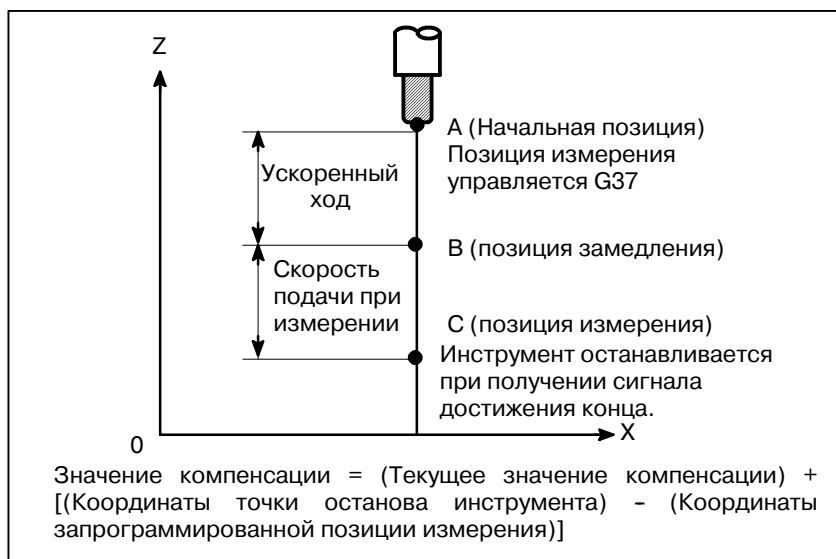 Z
A (Начальная позиция)
Позиция измерения
управляется G37
Ускоренный
ход
B (позиция замедления)
Скорость
подачи при
измерении
C (позиция измерения)
Инструмент останавливается
при получении сигнала
достижения конца.
0
X
Значение компенсации = (Текущее значение компенсации) +
[(Координаты точки останова инструмента) - (Координаты
запрограммированной позиции измерения)]